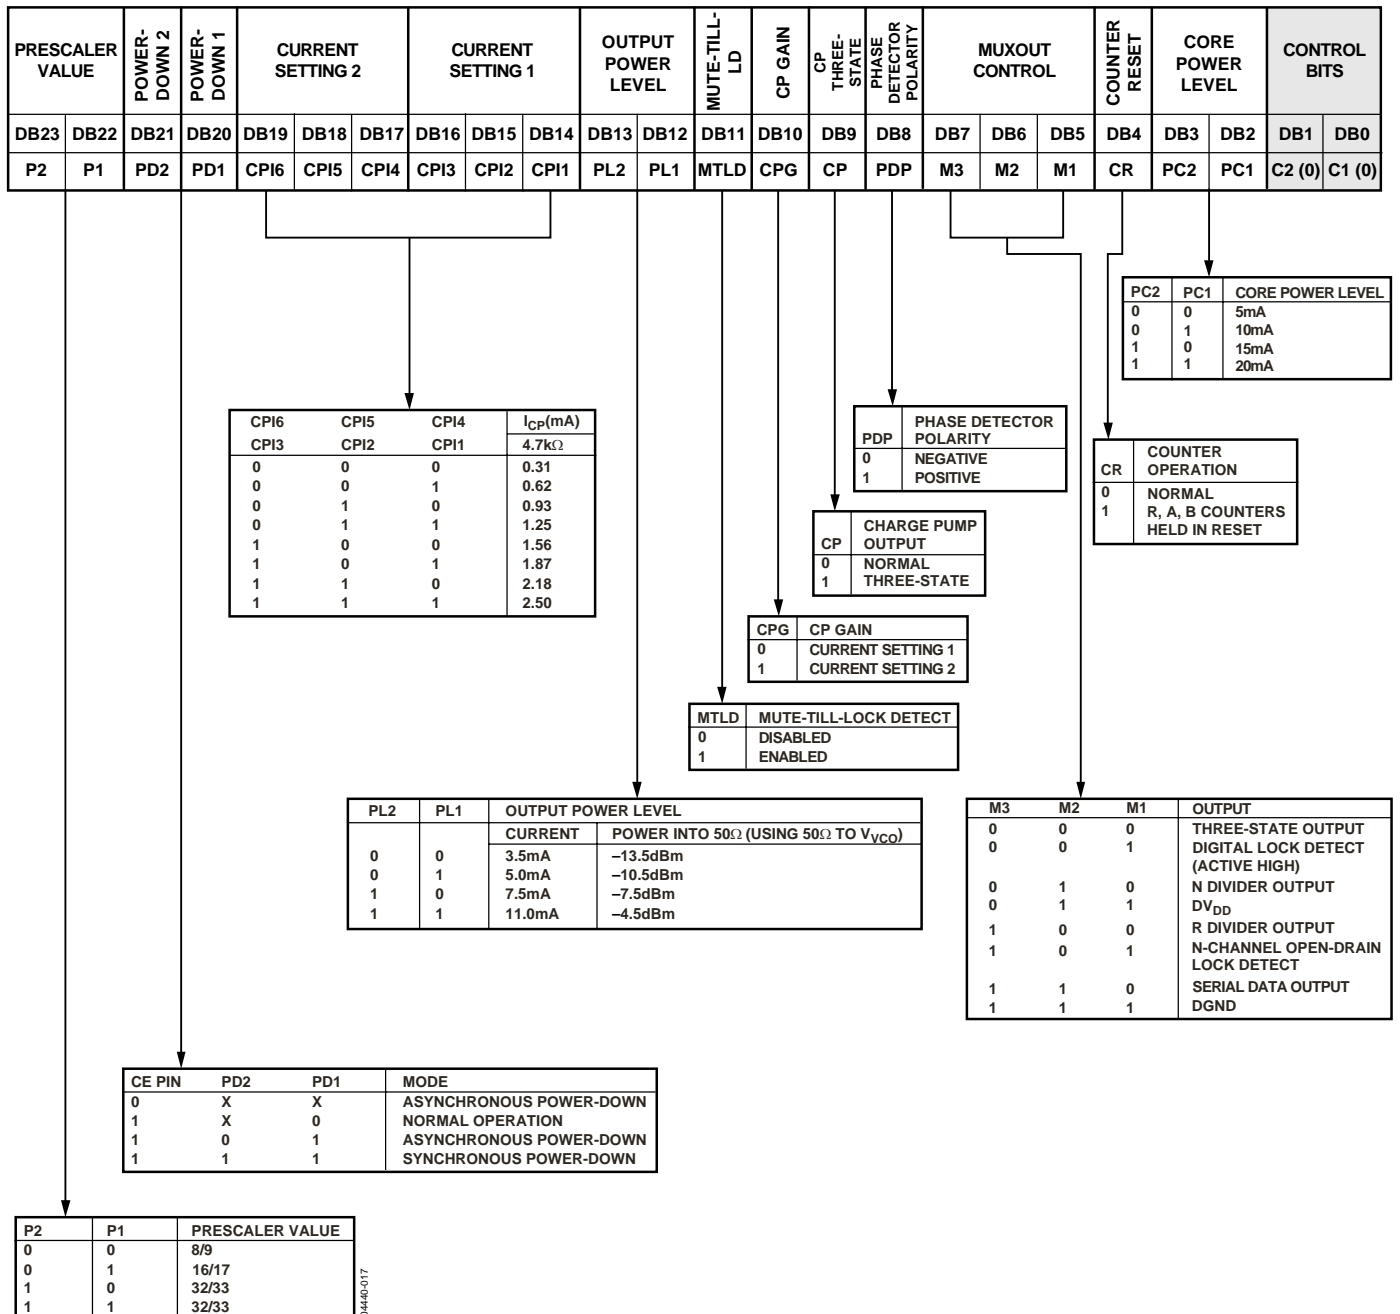 PRESCALER VALUE
POWER-DOWN 2
POWER-DOWN 1
CURRENT SETTING 2
CURRENT SETTING 1
OUTPUT POWER LEVEL
MUTE-TILL-LD
CP GAIN
CP THREE-STATE
PHASE DETECTOR POLARITY
MUXOUT CONTROL
COUNTER RESET
CORE POWER LEVEL
CONTROL BITS
DB23 DB22 DB21 DB20 DB19 DB18 DB17 DB16 DB15 DB14 DB13 DB12 DB11 DB10 DB9 DB8 DB7 DB6 DB5 DB4 DB3 DB2 DB1 DB0
P2 P1 PD2 PD1 CPI6 CPI5 CPI4 CPI3 CPI2 CPI1 PL2 PL1 MTLD CPG CP PDP M3 M2 M1 CR PC2 PC1 C2 (0) C1 (0)
PC2 PC1 CORE POWER LEVEL
0 0 5mA
0 1 10mA
1 0 15mA
1 1 20mA
CPI6 CPI5 CPI4 ICP(mA)
CPI3 CPI2 CPI1 4.7kΩ
0 0 0 0.31
0 0 1 0.62
0 1 0 0.93
0 1 1 1.25
1 0 0 1.56
1 0 1 1.87
1 1 0 2.18
1 1 1 2.50
PHASE DETECTOR
PDP POLARITY
0 NEGATIVE
1 POSITIVE
COUNTER
CR OPERATION
0 NORMAL
1 R, A, B COUNTERS
HELD IN RESET
CHARGE PUMP
CP OUTPUT
0 NORMAL
1 THREE-STATE
CPG CP GAIN
0 CURRENT SETTING 1
1 CURRENT SETTING 2
MTLD MUTE-TILL-LOCK DETECT
0 DISABLED
1 ENABLED
PL2 PL1 OUTPUT POWER LEVEL
CURRENT POWER INTO 50Ω (USING 50Ω TO VVCO)
0 0 3.5mA –13.5dBm
0 1 5.0mA –10.5dBm
1 0 7.5mA –7.5dBm
1 1 11.0mA –4.5dBm
M3 M2 M1 OUTPUT
0 0 0 THREE-STATE OUTPUT
0 0 1 DIGITAL LOCK DETECT
(ACTIVE HIGH)
0 1 0 N DIVIDER OUTPUT
0 1 1 DVDD
1 0 0 R DIVIDER OUTPUT
1 0 1 N-CHANNEL OPEN-DRAIN
LOCK DETECT
1 1 0 SERIAL DATA OUTPUT
1 1 1 DGND
CE PIN PD2 PD1 MODE
0 X X ASYNCHRONOUS POWER-DOWN
1 X 0 NORMAL OPERATION
1 0 1 ASYNCHRONOUS POWER-DOWN
1 1 1 SYNCHRONOUS POWER-DOWN
P2 P1 PRESCALER VALUE
0 0 8/9
0 1 16/17
1 0 32/33
1 1 32/33
04440-017